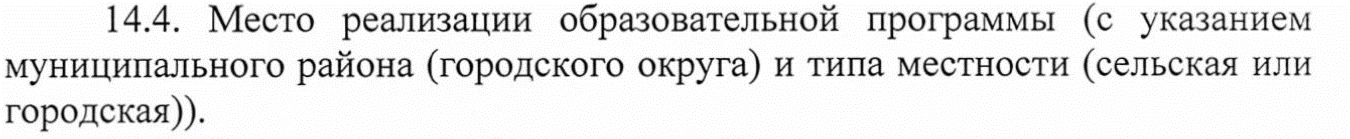 14.4. Место реализации образовательной программы (с указанием
муниципального района (городского округа) и типа местности (сельская или
городская)).